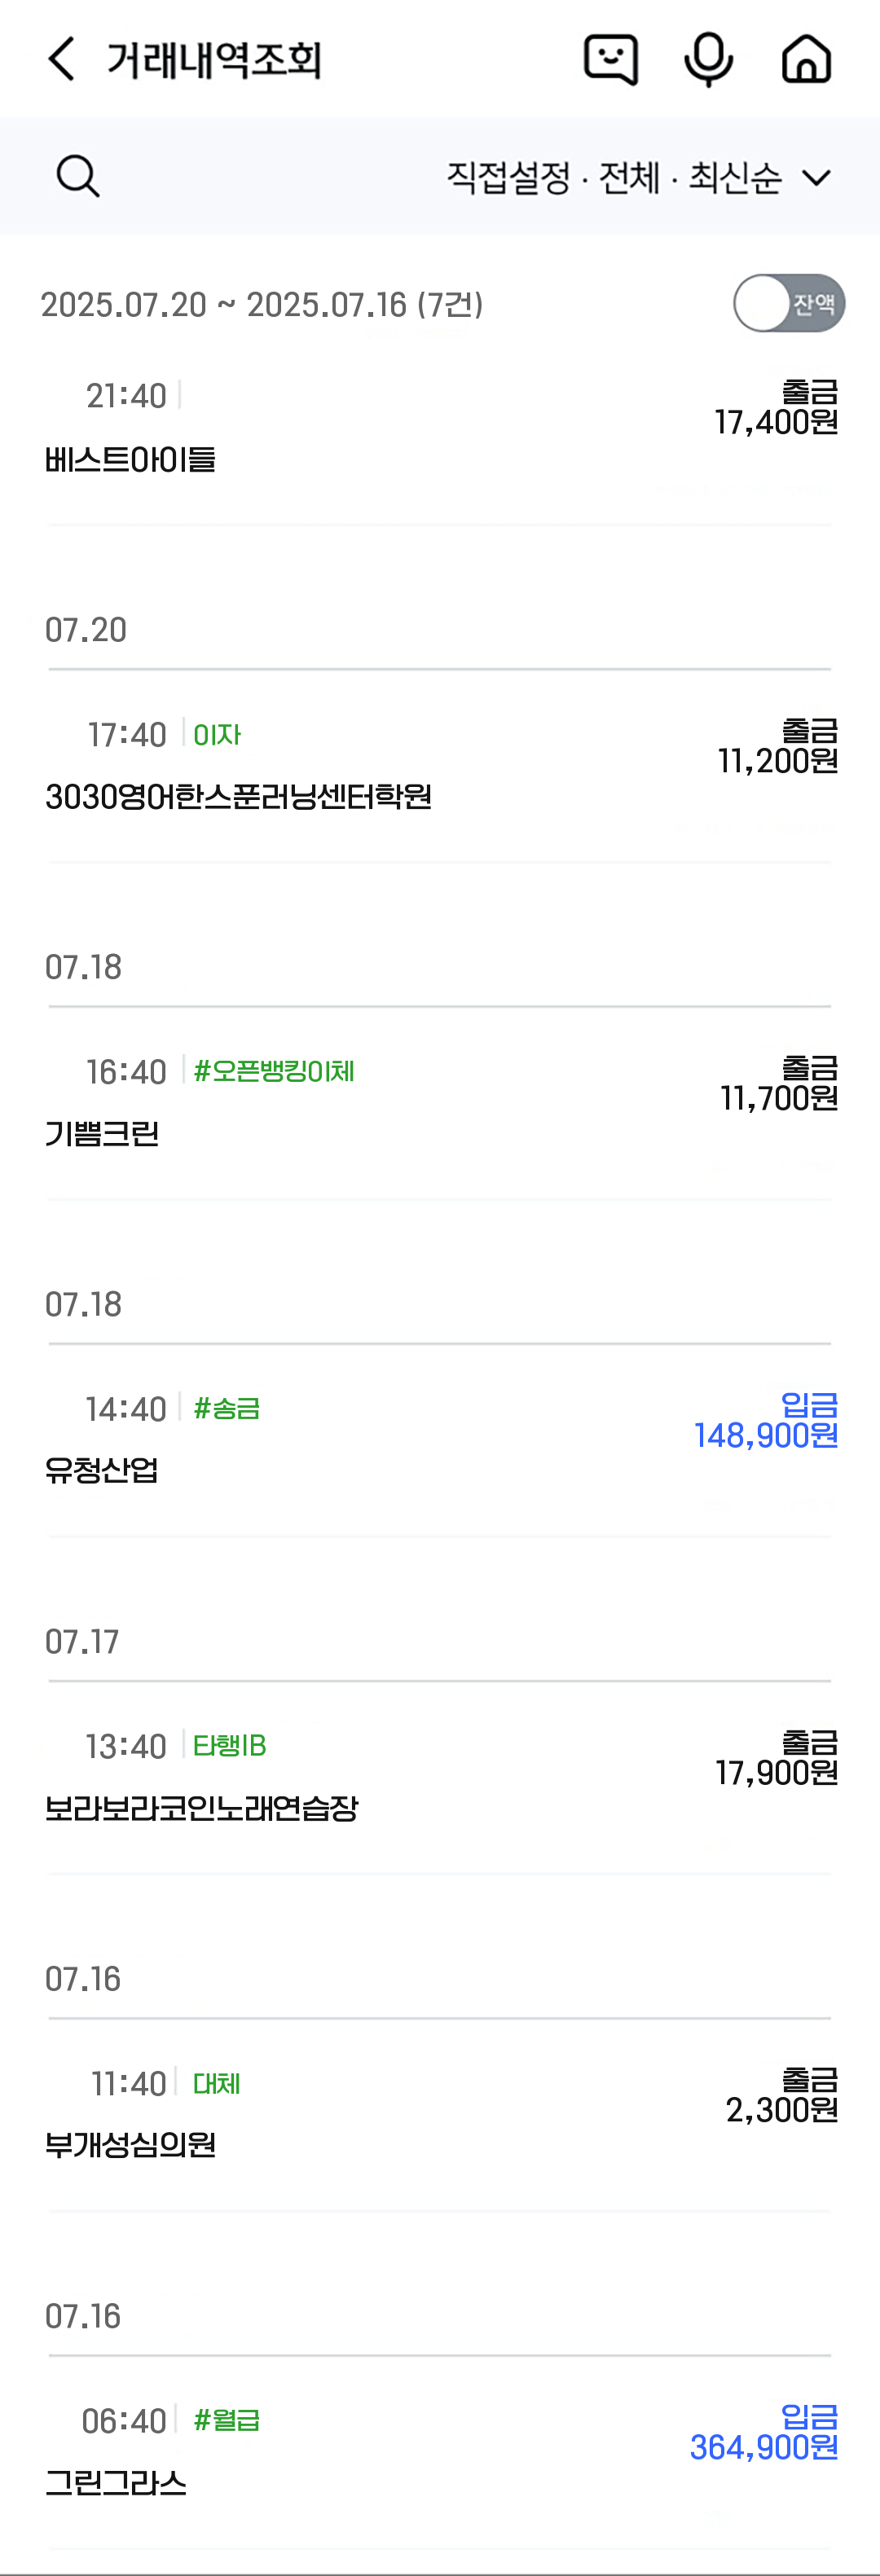 거래내역조회
직접설정 · 전체 · 최신순
2025.07.20 ~ 2025.07.16 (7건)
잔액
21:40
출금
17,400원
베스트아이들
07.20
17:40 이자
출금
11,200원
3030영어한스푼러닝센터학원
07.18
16:40 #오픈뱅킹이체
출금
11,700원
기쁨크린
07.18
14:40 #송금
입금
148,900원
유청산업
07.17
13:40 타행IB
출금
17,900원
보라보라코인노래연습장
07.16
11:40 대체
출금
2,300원
부개성심의원
07.16
06:40 #월급
입금
364,900원
그린그라스